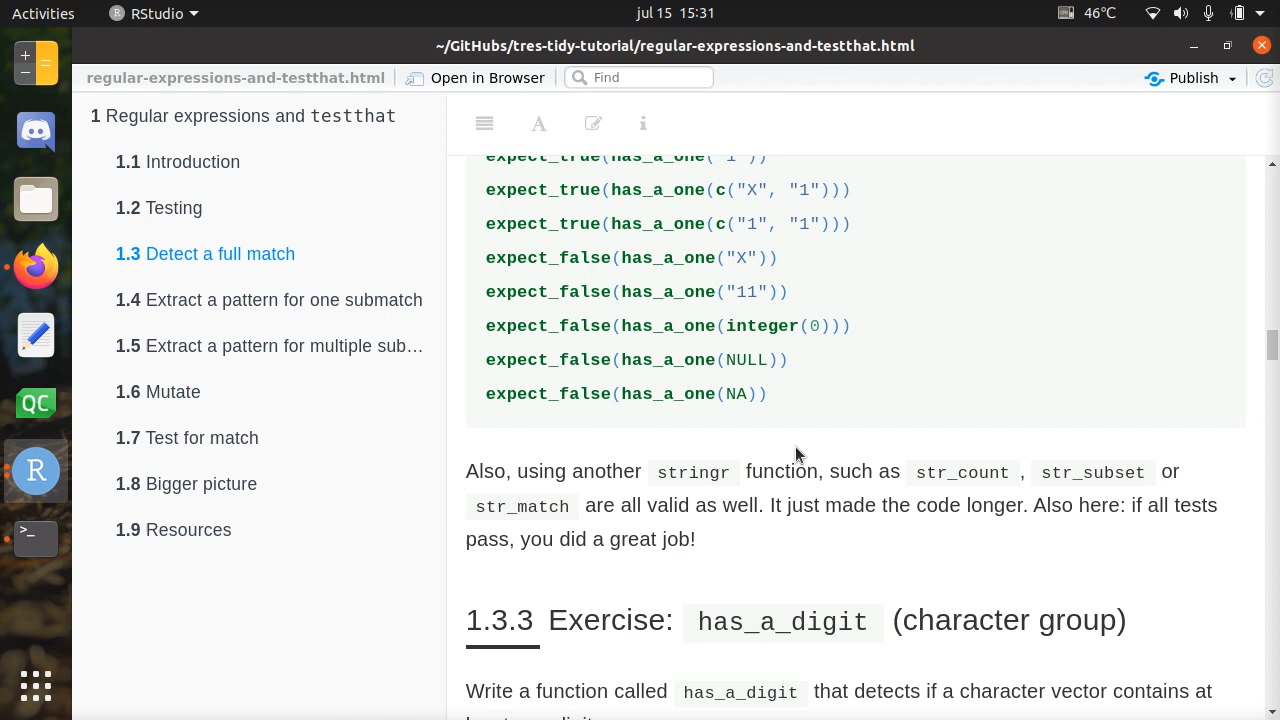 Activities RStudio jul 15 15:31 46℃
~/GitHubs/tres-tidy-tutorial/regular-expressions-and-testthat.html
regular-expressions-and-testthat.html Open in Browser Find Publish
1 Regular expressions and testthat
1.1 Introduction
1.2 Testing
1.3 Detect a full match
1.4 Extract a pattern for one submatch
1.5 Extract a pattern for multiple sub…
1.6 Mutate
1.7 Test for match
1.8 Bigger picture
1.9 Resources
expect_true(has_a_one("1"))
expect_true(has_a_one(c("X", "1")))
expect_true(has_a_one(c("1", "1")))
expect_false(has_a_one("X"))
expect_false(has_a_one("11"))
expect_false(has_a_one(integer(0)))
expect_false(has_a_one(NULL))
expect_false(has_a_one(NA))
Also, using another stringr function, such as str_count, str_subset or
str_match are all valid as well. It just made the code longer. Also here: if all tests
pass, you did a great job!
1.3.3 Exercise: has_a_digit (character group)
Write a function called has_a_digit that detects if a character vector contains at
QC
R
>_